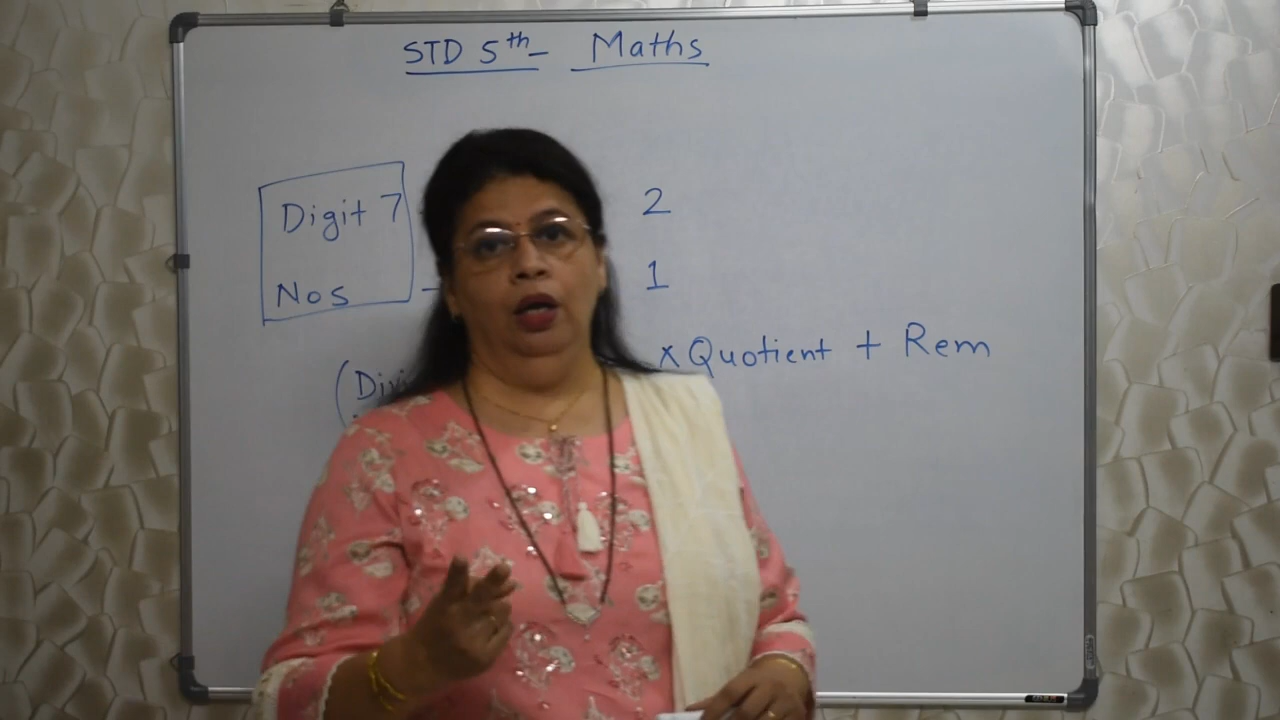 STD 5th - Maths
Digit 7 2
Nos - 1
x Quotient + Rem